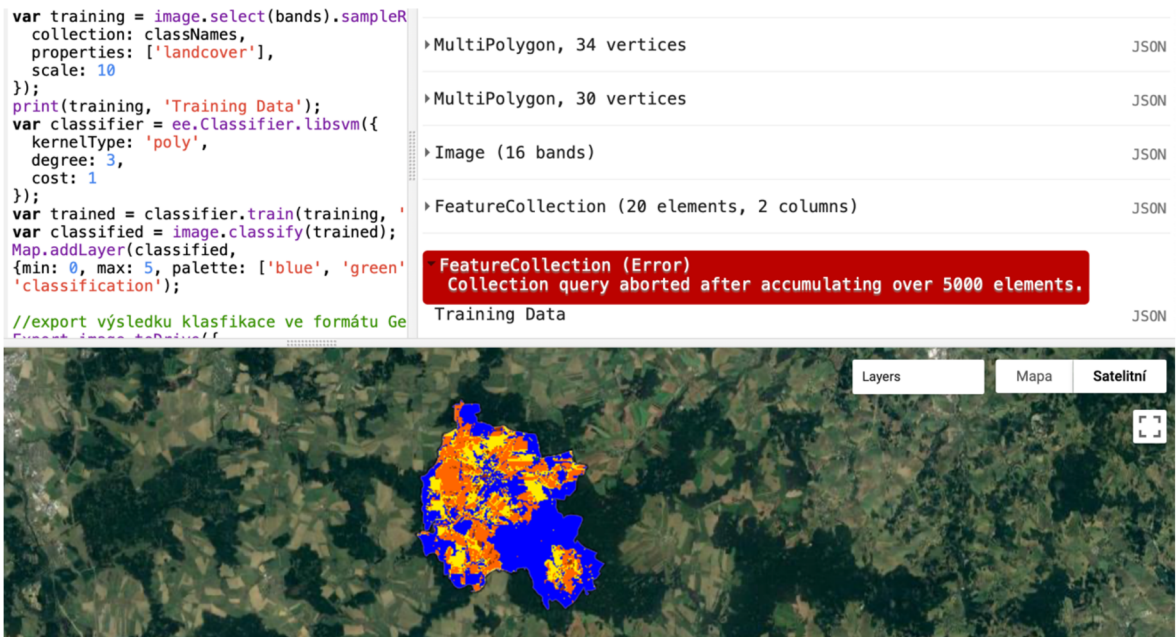 var training = image.select(bands).sampleR
collection: classNames,
properties: ['landcover'],
scale: 10
});
print(training, 'Training Data');
var classifier = ee.Classifier.libsvm({
kernelType: 'poly',
degree: 3,
cost: 1
});
var trained = classifier.train(training, '
var classified = image.classify(trained);
Map.addLayer(classified,
{min: 0, max: 5, palette: ['blue', 'green'
'classification');
//export výsledku klasfikace ve formátu Ge
Export.image.toDrive({
MultiPolygon, 34 vertices JSON
MultiPolygon, 30 vertices JSON
Image (16 bands) JSON
FeatureCollection (20 elements, 2 columns) JSON
FeatureCollection (Error)
Collection query aborted after accumulating over 5000 elements.
Training Data JSON
Layers
Mapa
Satelitní